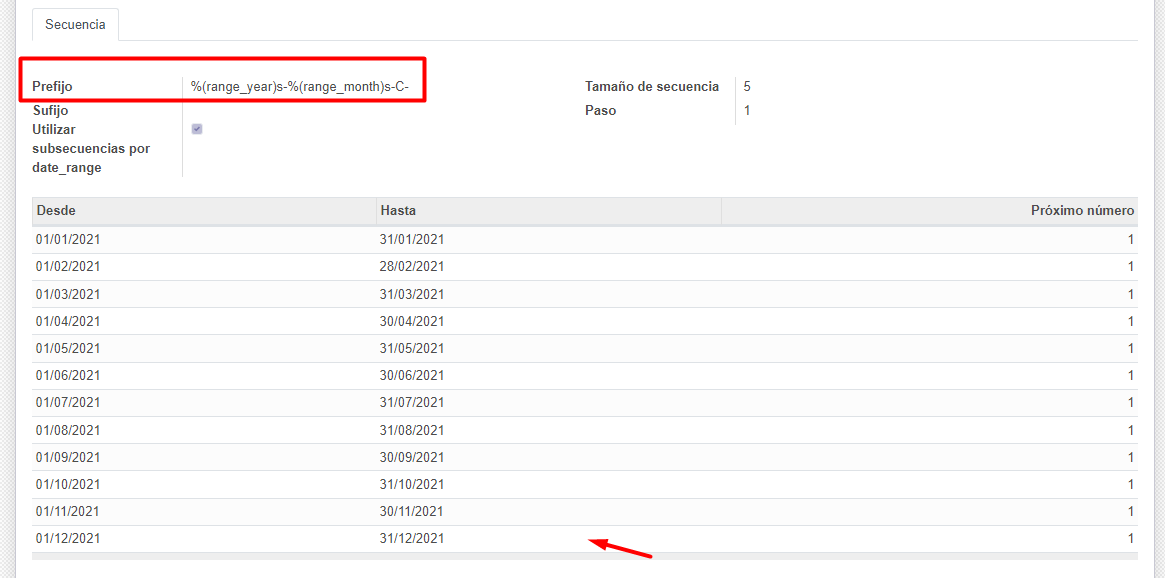 Secuencia
Prefijo %(range_year)s-%(range_month)s-C- Tamaño de secuencia 5
Sufijo Paso 1
Utilizar
subsecuencias por
date_range
Desde Hasta Próximo número
01/01/2021 31/01/2021 1
01/02/2021 28/02/2021 1
01/03/2021 31/03/2021 1
01/04/2021 30/04/2021 1
01/05/2021 31/05/2021 1
01/06/2021 30/06/2021 1
01/07/2021 31/07/2021 1
01/08/2021 31/08/2021 1
01/09/2021 30/09/2021 1
01/10/2021 31/10/2021 1
01/11/2021 30/11/2021 1
01/12/2021 31/12/2021 1